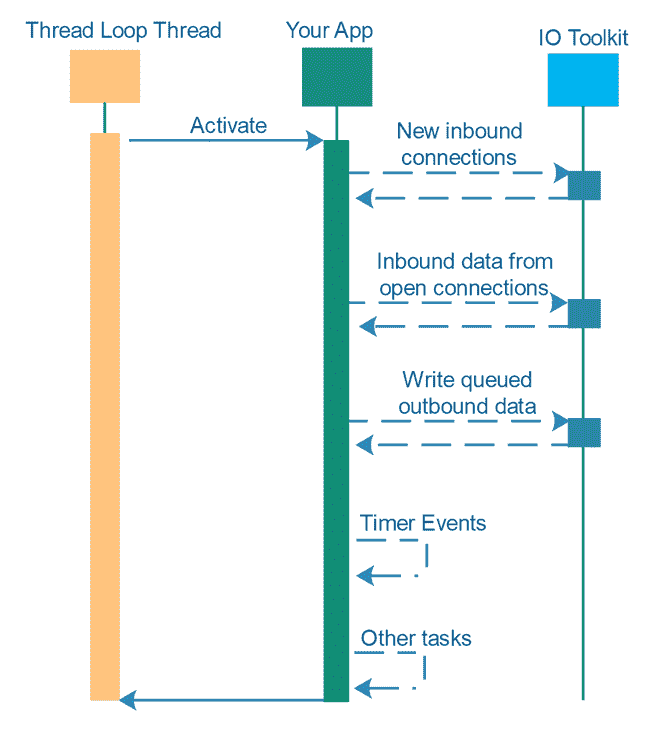 Thread Loop Thread
Your App
IO Toolkit
Activate
New inbound
connections
Inbound data from
open connections
Write queued
outbound data
Timer Events
Other tasks